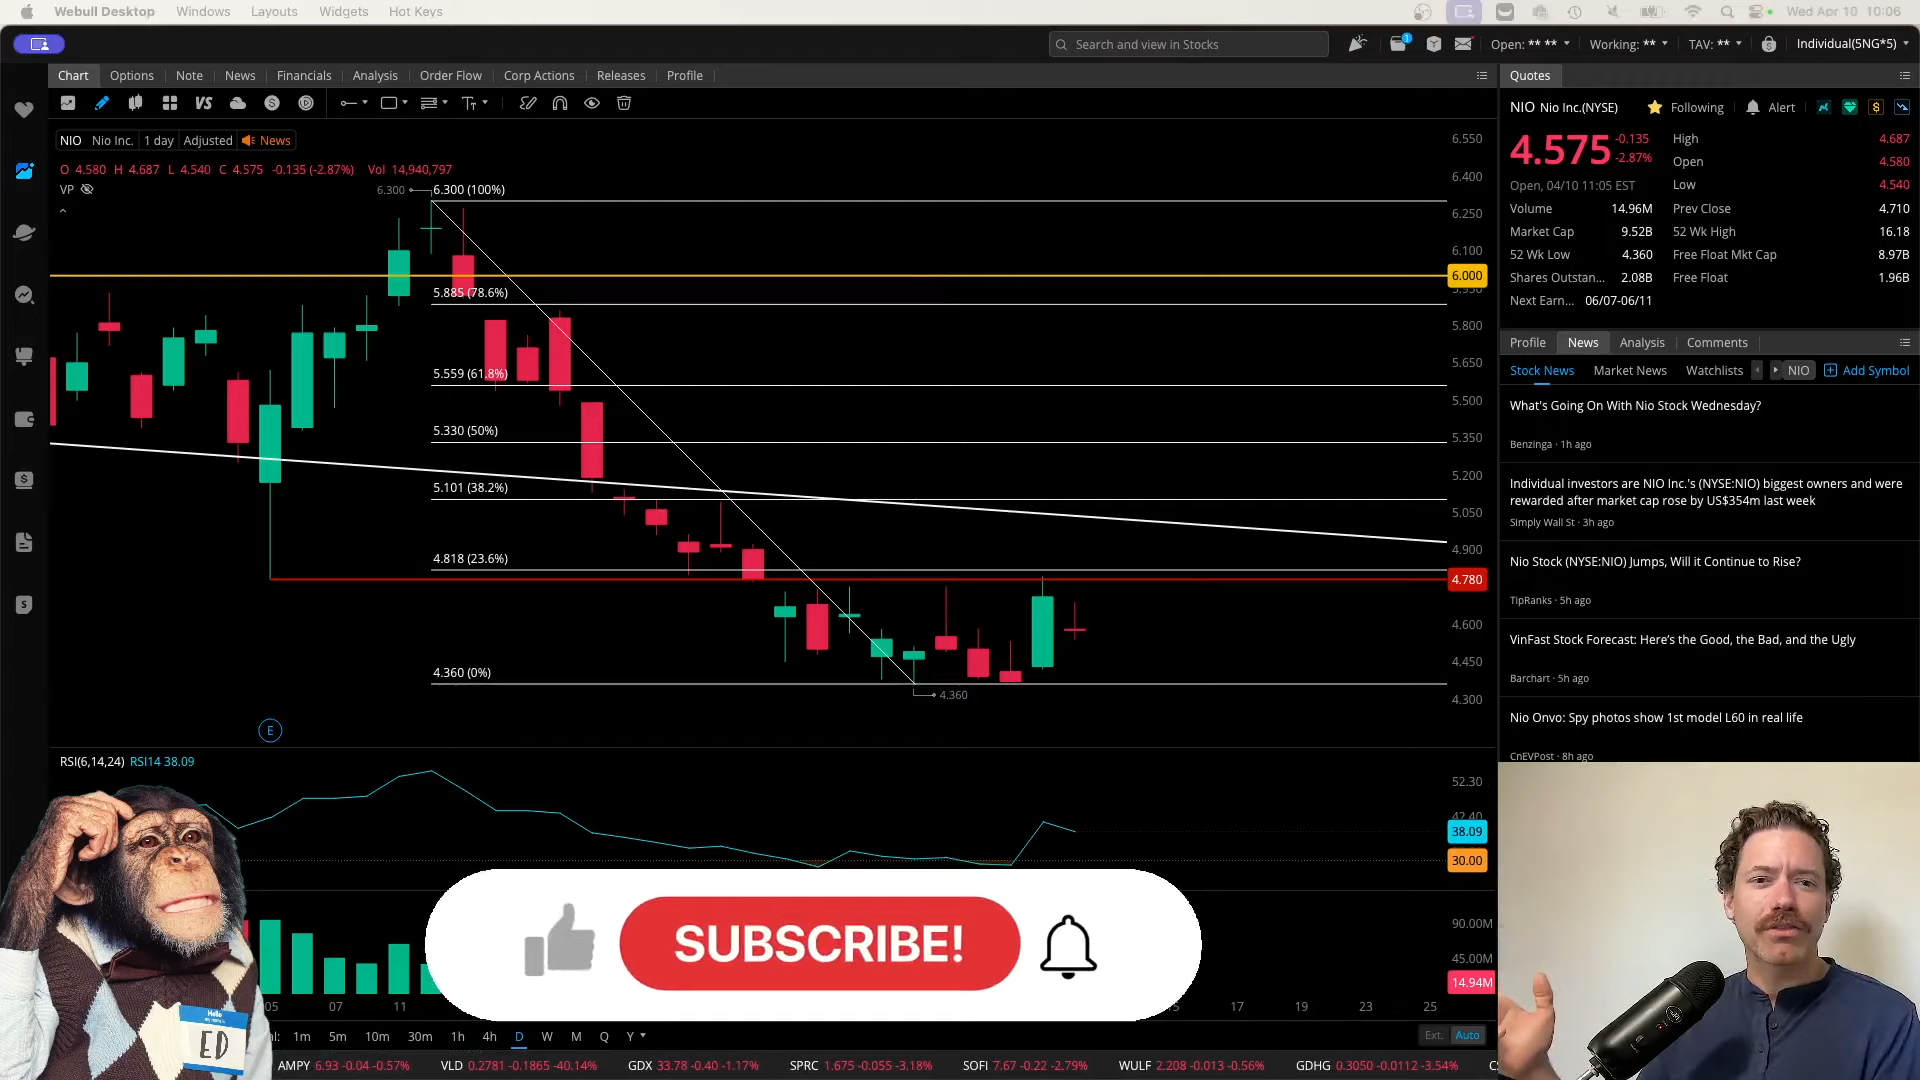 Webull Desktop Windows Layouts Widgets Hot Keys Wed Apr 10 10:06
Search and view in Stocks 1 Open: ** ** Working: ** TAV: ** Individual(5NG*5)
Chart Options Note News Financials Analysis Order Flow Corp Actions Releases Profile
VS S T
NIO Nio Inc. 1 day Adjusted News
O 4.580 H 4.687 L 4.540 C 4.575 -0.135 (-2.87%) Vol 14,940,797
VP
6.300 6.300 (100%)
5.885 (78.6%)
5.559 (61.8%)
5.330 (50%)
5.101 (38.2%)
4.818 (23.6%)
4.360 (0%)
4.360
E
6.550
6.400
6.250
6.100
6.000
5.950
5.800
5.650
5.500
5.350
5.200
5.050
4.900
4.780
4.600
4.450
4.300
RSI(6,14,24) RSI14 38.09
52.30
42.40
38.09
30.00
90.00M
45.00M
14.94M
SUBSCRIBE!
Hello
ED
05 07 11 15 17 19 23 25
1m 5m 10m 30m 1h 4h D W M Q Y Ext. Auto
AMPY 6.93 -0.04 -0.57% VLD 0.2781 -0.1865 -40.14% GDX 33.78 -0.40 -1.17% SPRC 1.675 -0.055 -3.18% SOFI 7.67 -0.22 -2.79% WULF 2.208 -0.013 -0.56% GDHG 0.3050 -0.0112 -3.54%
Quotes
NIO Nio Inc.(NYSE) Following Alert
4.575 -0.135
-2.87%
Open, 04/10 11:05 EST
High 4.687
Open 4.580
Low 4.540
Volume 14.96M Prev Close 4.710
Market Cap 9.52B 52 Wk High 16.18
52 Wk Low 4.360 Free Float Mkt Cap 8.97B
Shares Outstan... 2.08B Free Float 1.96B
Next Earn... 06/07-06/11
Profile News Analysis Comments
Stock News Market News Watchlists NIO Add Symbol
What's Going On With Nio Stock Wednesday?
Benzinga · 1h ago
Individual investors are NIO Inc.'s (NYSE:NIO) biggest owners and were
rewarded after market cap rose by US$354m last week
Simply Wall St · 3h ago
Nio Stock (NYSE:NIO) Jumps, Will it Continue to Rise?
TipRanks · 5h ago
VinFast Stock Forecast: Here's the Good, the Bad, and the Ugly
Barchart · 5h ago
Nio Onvo: Spy photos show 1st model L60 in real life
CnEVPost · 8h ago